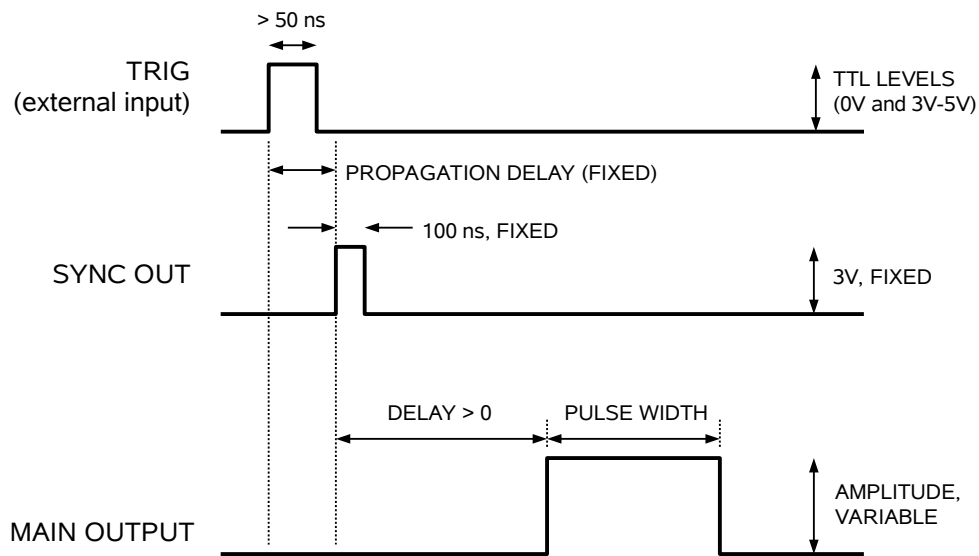 > 50 ns
TRIG
(external input)
TTL LEVELS
(0V and 3V-5V)
PROPAGATION DELAY (FIXED)
100 ns, FIXED
SYNC OUT
3V, FIXED
DELAY > 0
PULSE WIDTH
AMPLITUDE,
VARIABLE
MAIN OUTPUT